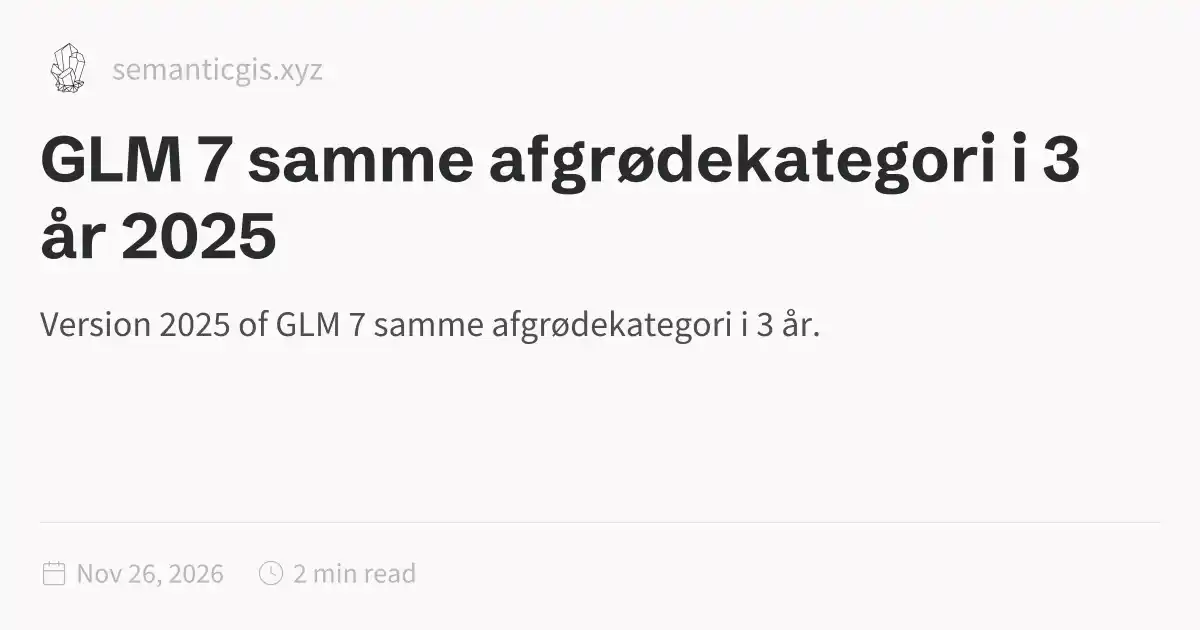 semanticgis.xyz
GLM 7 samme afgrødekategori i 3
år 2025
Version 2025 of GLM 7 samme afgrødekategori i 3 år.
Nov 26, 2026 2 min read